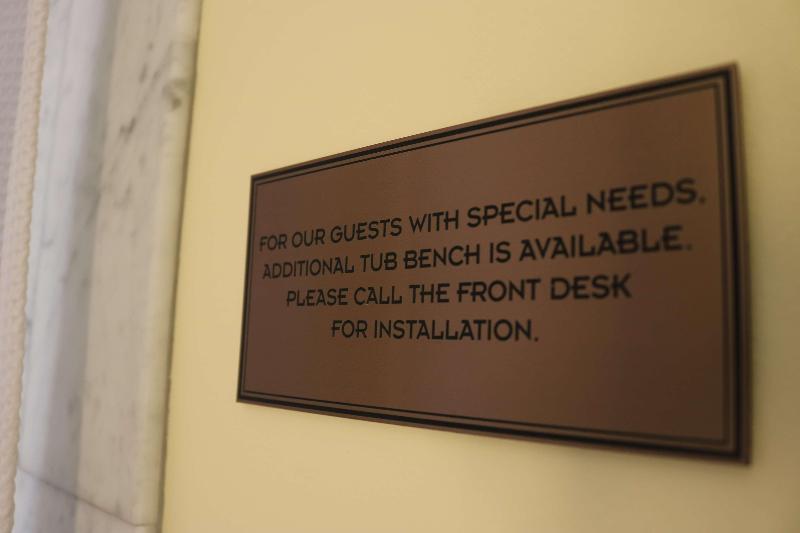 FOR OUR GUESTS WITH SPECIAL NEEDS.
ADDITIONAL TUB BENCH IS AVAILABLE.
PLEASE CALL THE FRONT DESK
FOR INSTALLATION.